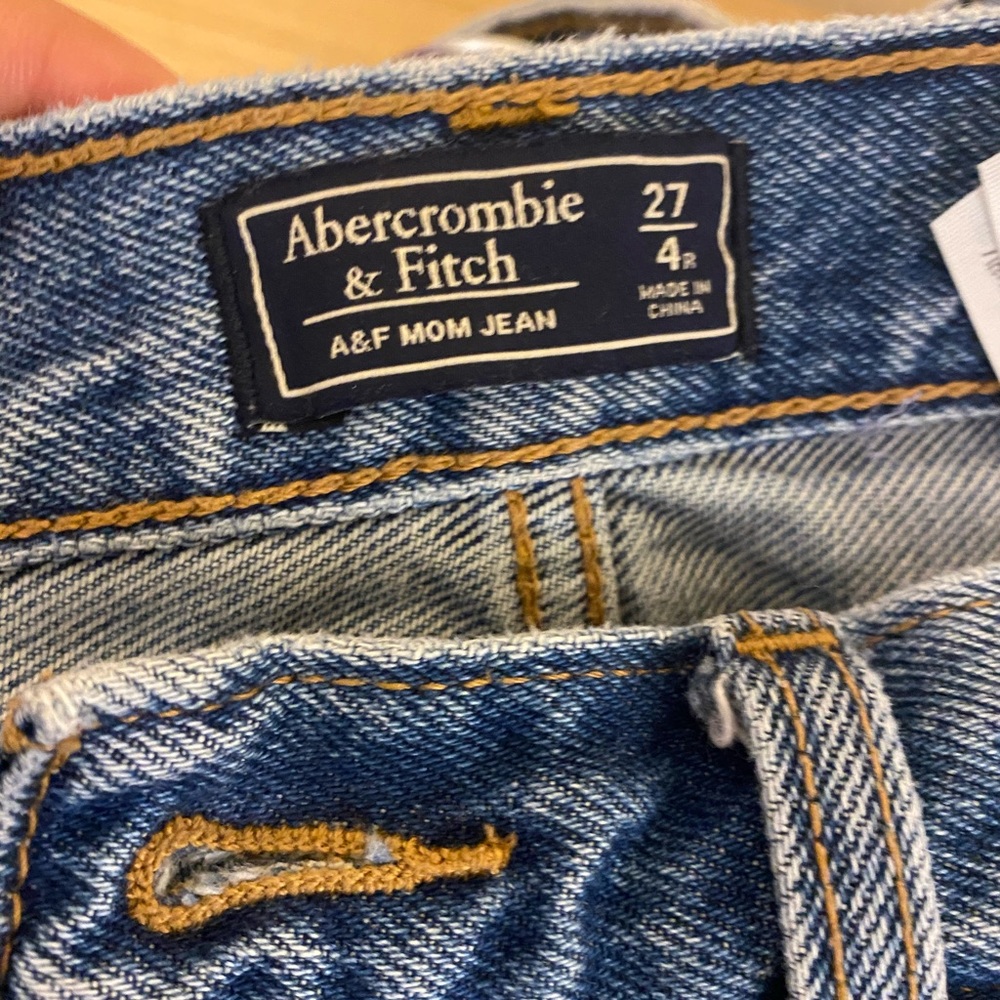 Abercrombie
& Fitch
A&F MOM JEAN
27
4R
MADE IN
CHINA